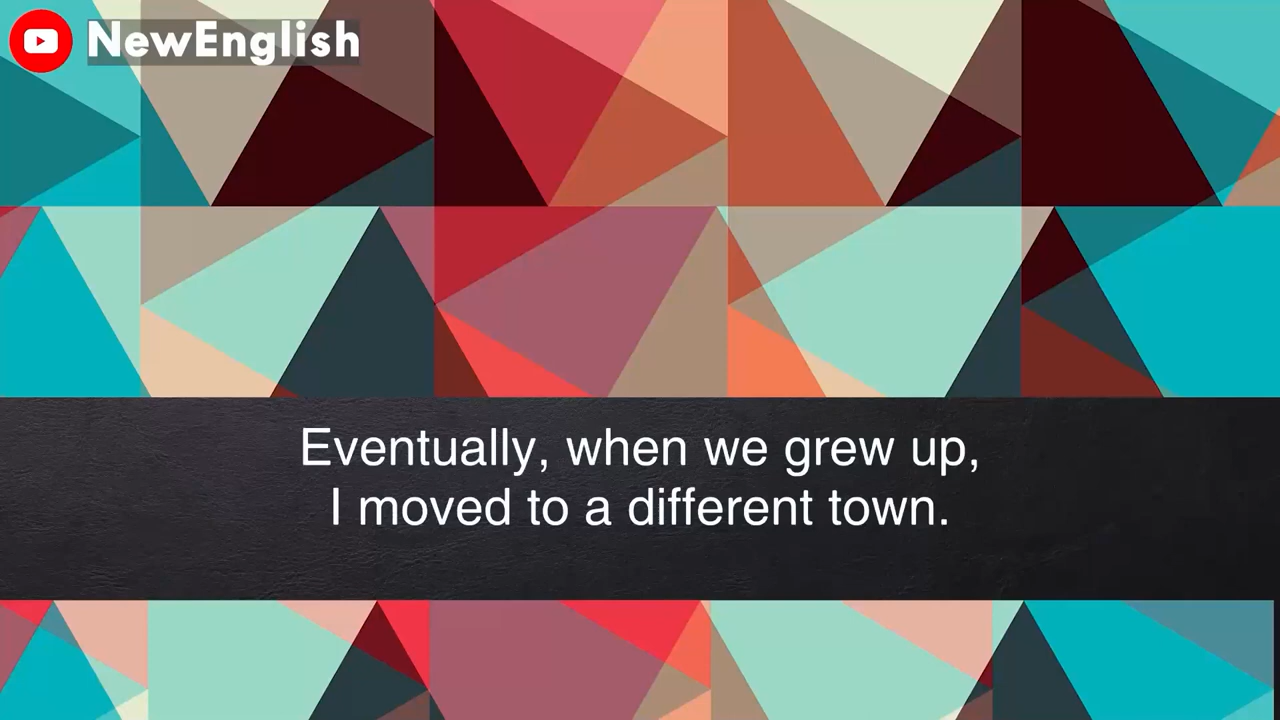 NewEnglish
Eventually, when we grew up,
I moved to a different town.